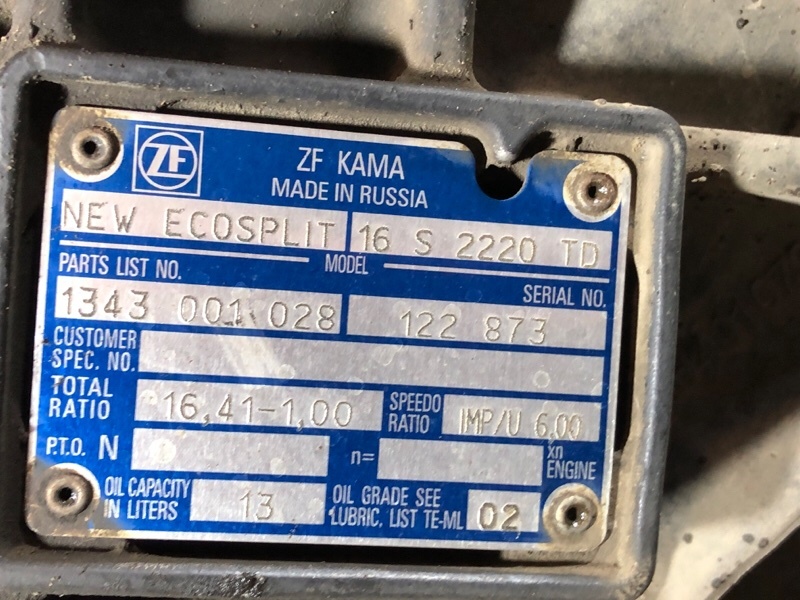 ZF
ZF KAMA
MADE IN RUSSIA
NEW ECOSPLIT 16 S 2220 TD
MODEL
PARTS LIST NO. SERIAL NO.
1343 001 028 122 873
CUSTOMER
SPEC. NO.
TOTAL
RATIO 16,41-1,00 SPEEDO
RATIO IMP/U 6.00
P.T.O. N n= xn
ENGINE
OIL CAPACITY
IN LITERS 13 OIL GRADE SEE
LUBRIC, LIST TE-ML 02